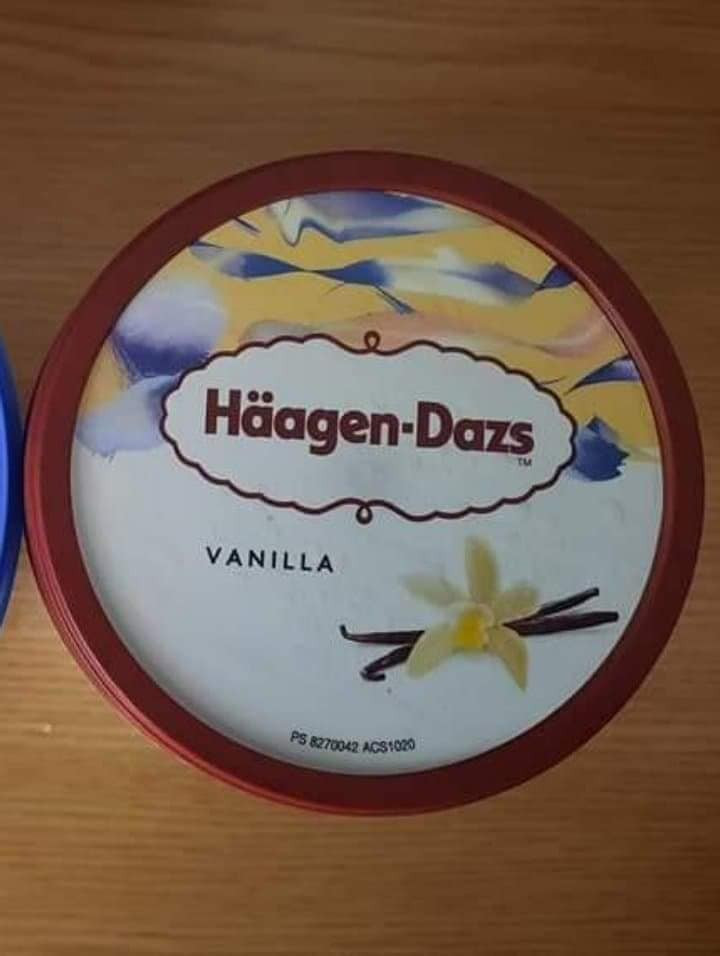 Häagen-Dazs
TM
VANILLA
PS 8270042 ACS1020